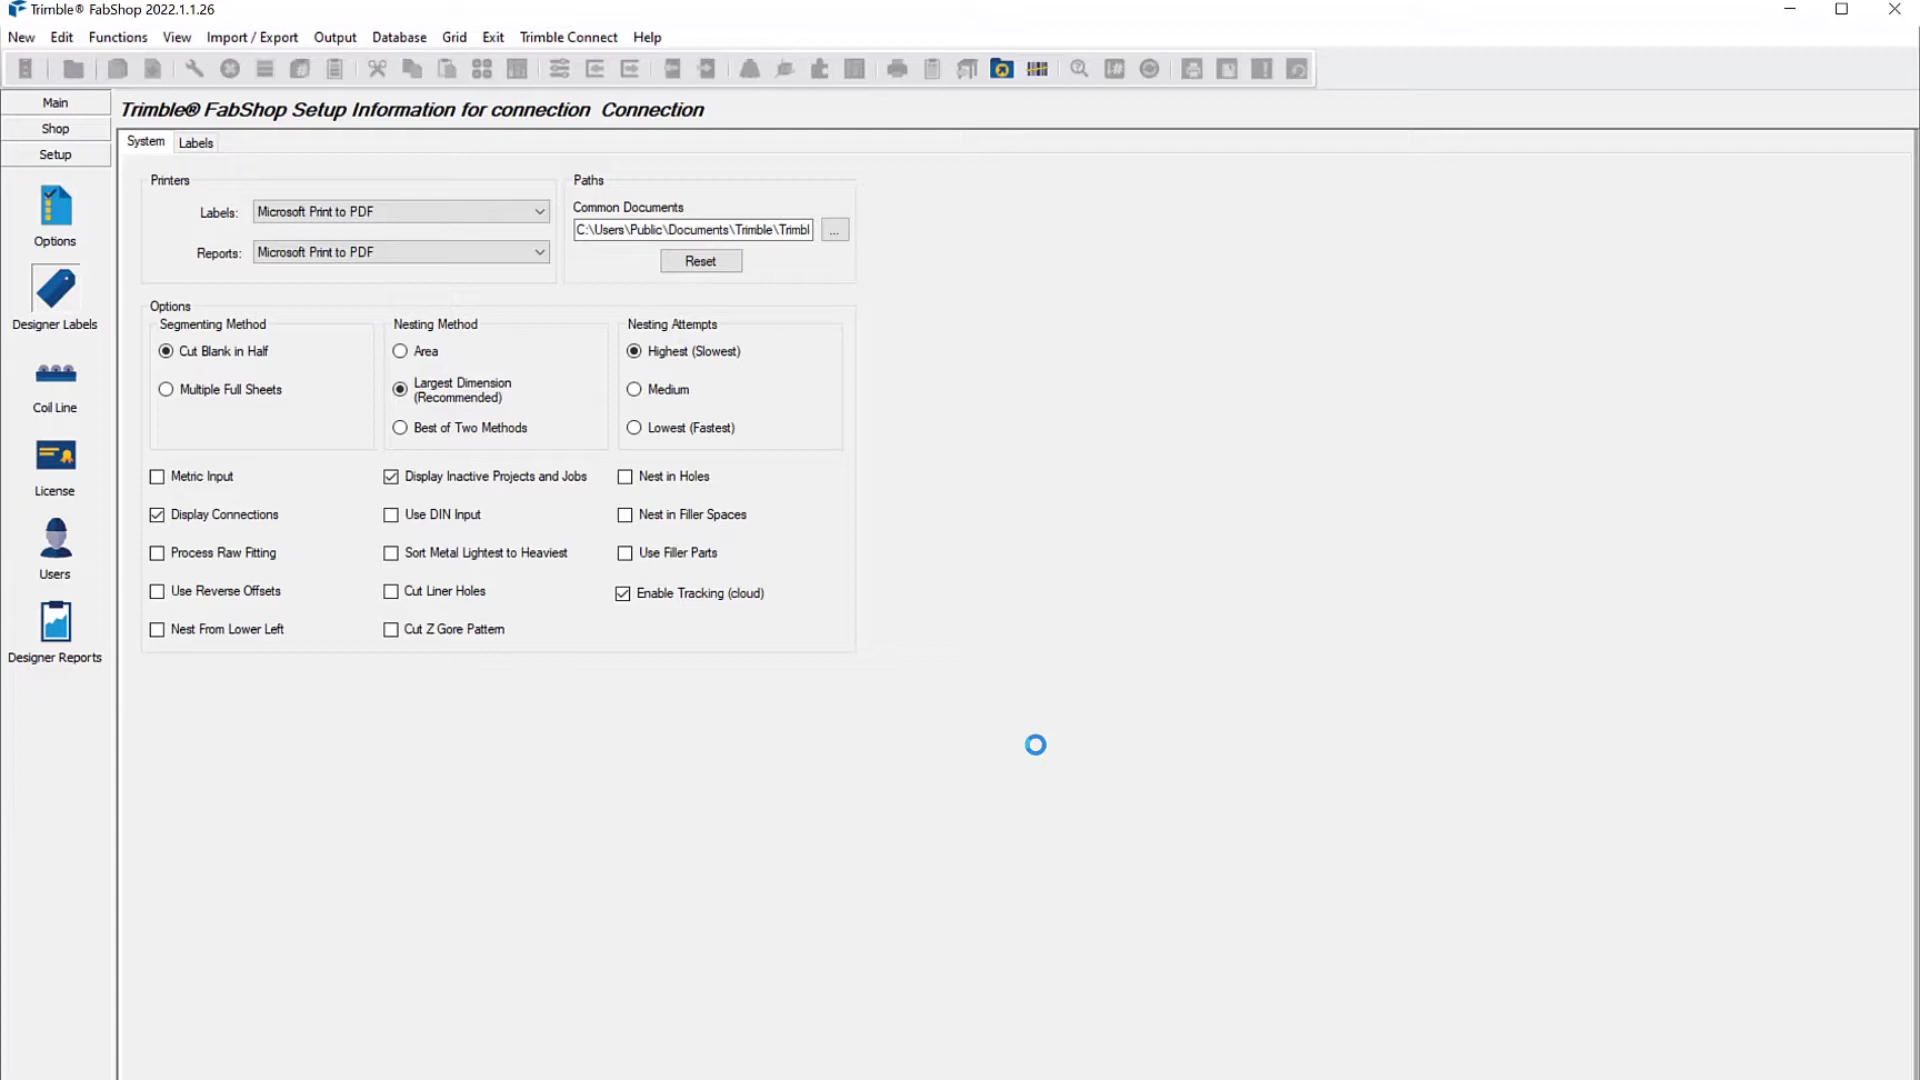 Trimble® FabShop 2022.1.1.26
New Edit Functions View Import / Export Output Database Grid Exit Trimble Connect Help
Main
Shop
Setup
Options
Designer Labels
Coil Line
License
Users
Designer Reports
Trimble® FabShop Setup Information for connection Connection
System Labels
Printers
Labels: Microsoft Print to PDF
Reports: Microsoft Print to PDF
Paths
Common Documents
C:\Users\Public\Documents\Trimble\Trimbl ...
Reset
Options
Segmenting Method
Cut Blank in Half
Multiple Full Sheets
Nesting Method
Area
Largest Dimension
(Recommended)
Best of Two Methods
Nesting Attempts
Highest (Slowest)
Medium
Lowest (Fastest)
Metric Input
Display Connections
Process Raw Fitting
Use Reverse Offsets
Nest From Lower Left
Display Inactive Projects and Jobs
Use DIN Input
Sort Metal Lightest to Heaviest
Cut Liner Holes
Cut Z Gore Pattern
Nest in Holes
Nest in Filler Spaces
Use Filler Parts
Enable Tracking (cloud)